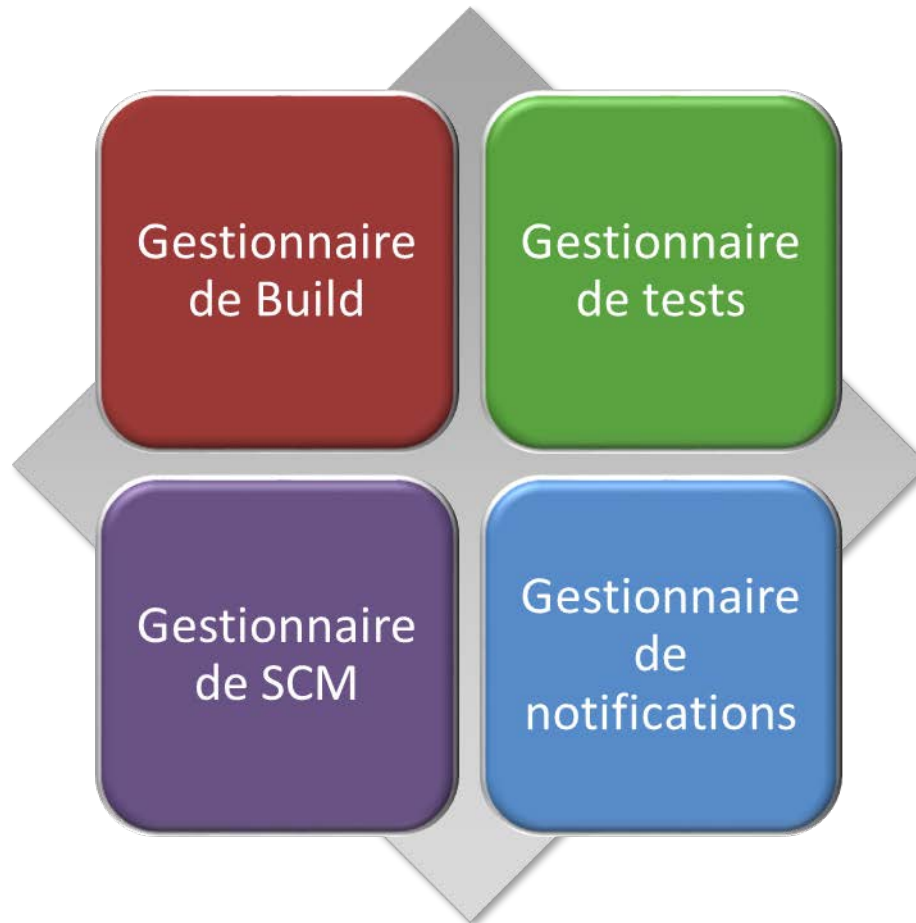 Gestionnaire
de Build
Gestionnaire
de tests
Gestionnaire
de SCM
Gestionnaire
de
notifications